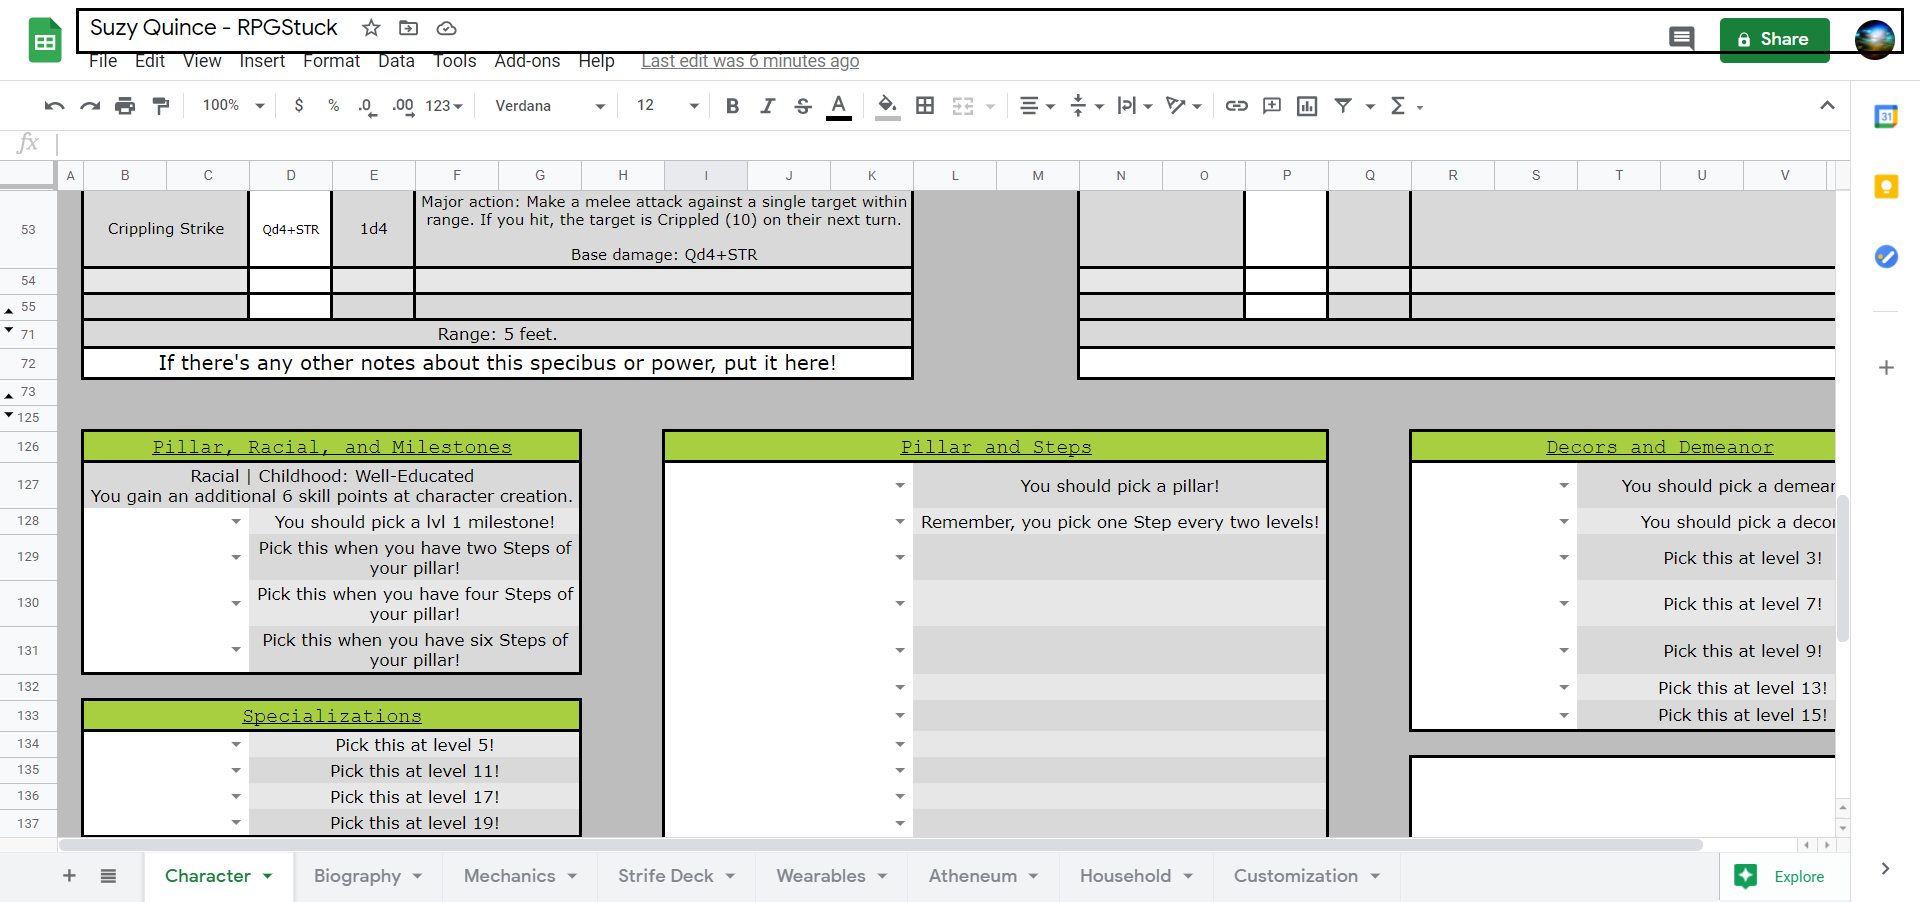 Suzy Quince - RPGStuck
Share
File Edit View Insert Format Data Tools Add-ons Help Last edit was 6 minutes ago
100% $ % .0 .00 123 Verdana 12 B I S A
31
fx
A B C D E F G H I J K L M N O P Q R S T U V
Major action: Make a melee attack against a single target within
range. If you hit, the target is Crippled (10) on their next turn.
53 Crippling Strike Qd4+STR 1d4
Base damage: Qd4+STR
54
55
71 Range: 5 feet.
72 If there's any other notes about this specibus or power, put it here!
73
125
126 Pillar, Racial, and Milestones Pillar and Steps Decors and Demeanor
Racial | Childhood: Well-Educated
127 You should pick a pillar! You should pick a demear
You gain an additional 6 skill points at character creation.
128 You should pick a lvl 1 milestone! Remember, you pick one Step every two levels! You should pick a decor
129 Pick this when you have two Steps of
your pillar! Pick this at level 3!
130 Pick this when you have four Steps of
your pillar! Pick this at level 7!
131 Pick this when you have six Steps of
your pillar! Pick this at level 9!
132 Pick this at level 13!
133 Specializations Pick this at level 15!
134 Pick this at level 5!
135 Pick this at level 11!
136 Pick this at level 17!
137 Pick this at level 19!
Character Biography Mechanics Strife Deck Wearables Atheneum Household Customization Explore